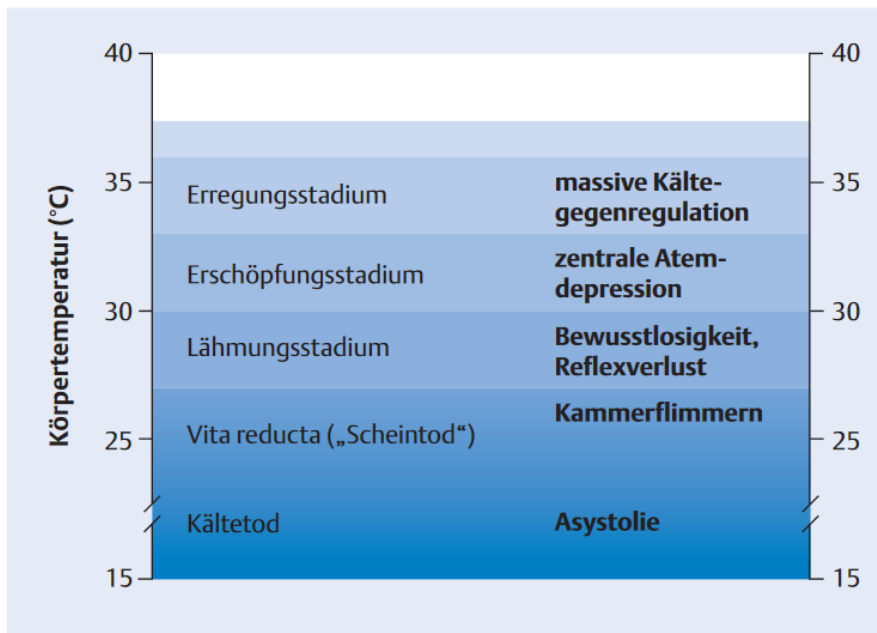 40
40
35
Erregungsstadium
massive Kälte-
gegenregulation
35
Erschöpfungsstadium
zentrale Atem-
depression
30
30
Lähmungsstadium
Bewusstlosigkeit,
Reflexverlust
Kammerflimmern
25
Vita reducta („Scheintod“)
25
Kältetod
Asystolie
15
15
Körpertemperatur (°C)